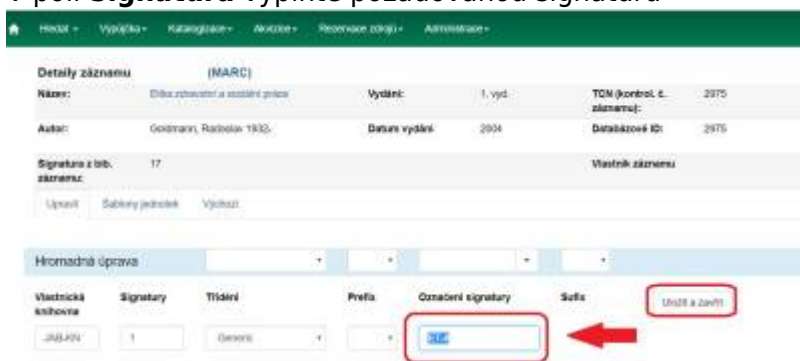 V poli Signatura vyplňte požadovanou signaturu
Hledat Výpůjčka Katalogizace Akvizice Rezervace zdrojů Administrace
Detaily záznamu (MARC)
Název: Etika zdravotní a sociální práce Vydání: 1. vyd. TCN (kontrol. č. záznamu): 2975
Autor: Goldmann, Radoslav 1932- Datum vydání 2004 Databázové ID: 2975
Signatura z bib. záznamu: 17 Vlastník záznamu
Upravit Šablony jednotek Výchozí
Hromadná úprava
Vlastnická knihovna Signatury Třídění Prefix Označení signatury Sufix Uložit a zavřít
JAB-KN 1 Generic